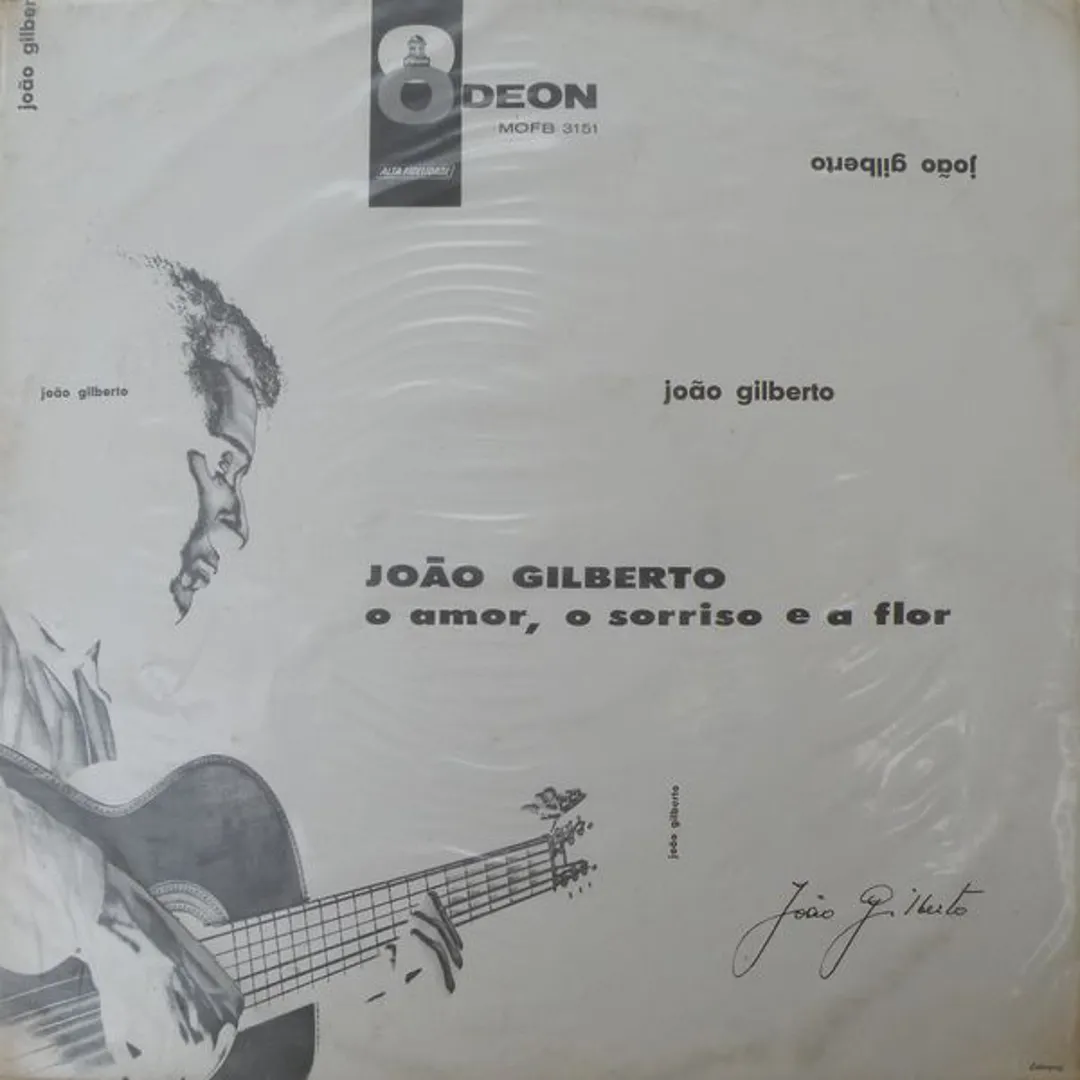 joão gilber
ODEON
MOFB 3151
ALTA FIDELIDADE
joão gilberto
joão gilberto
joão gilberto
JOÃO GILBERTO
o amor, o sorriso e a flor
joão gilberto
João Gilberto